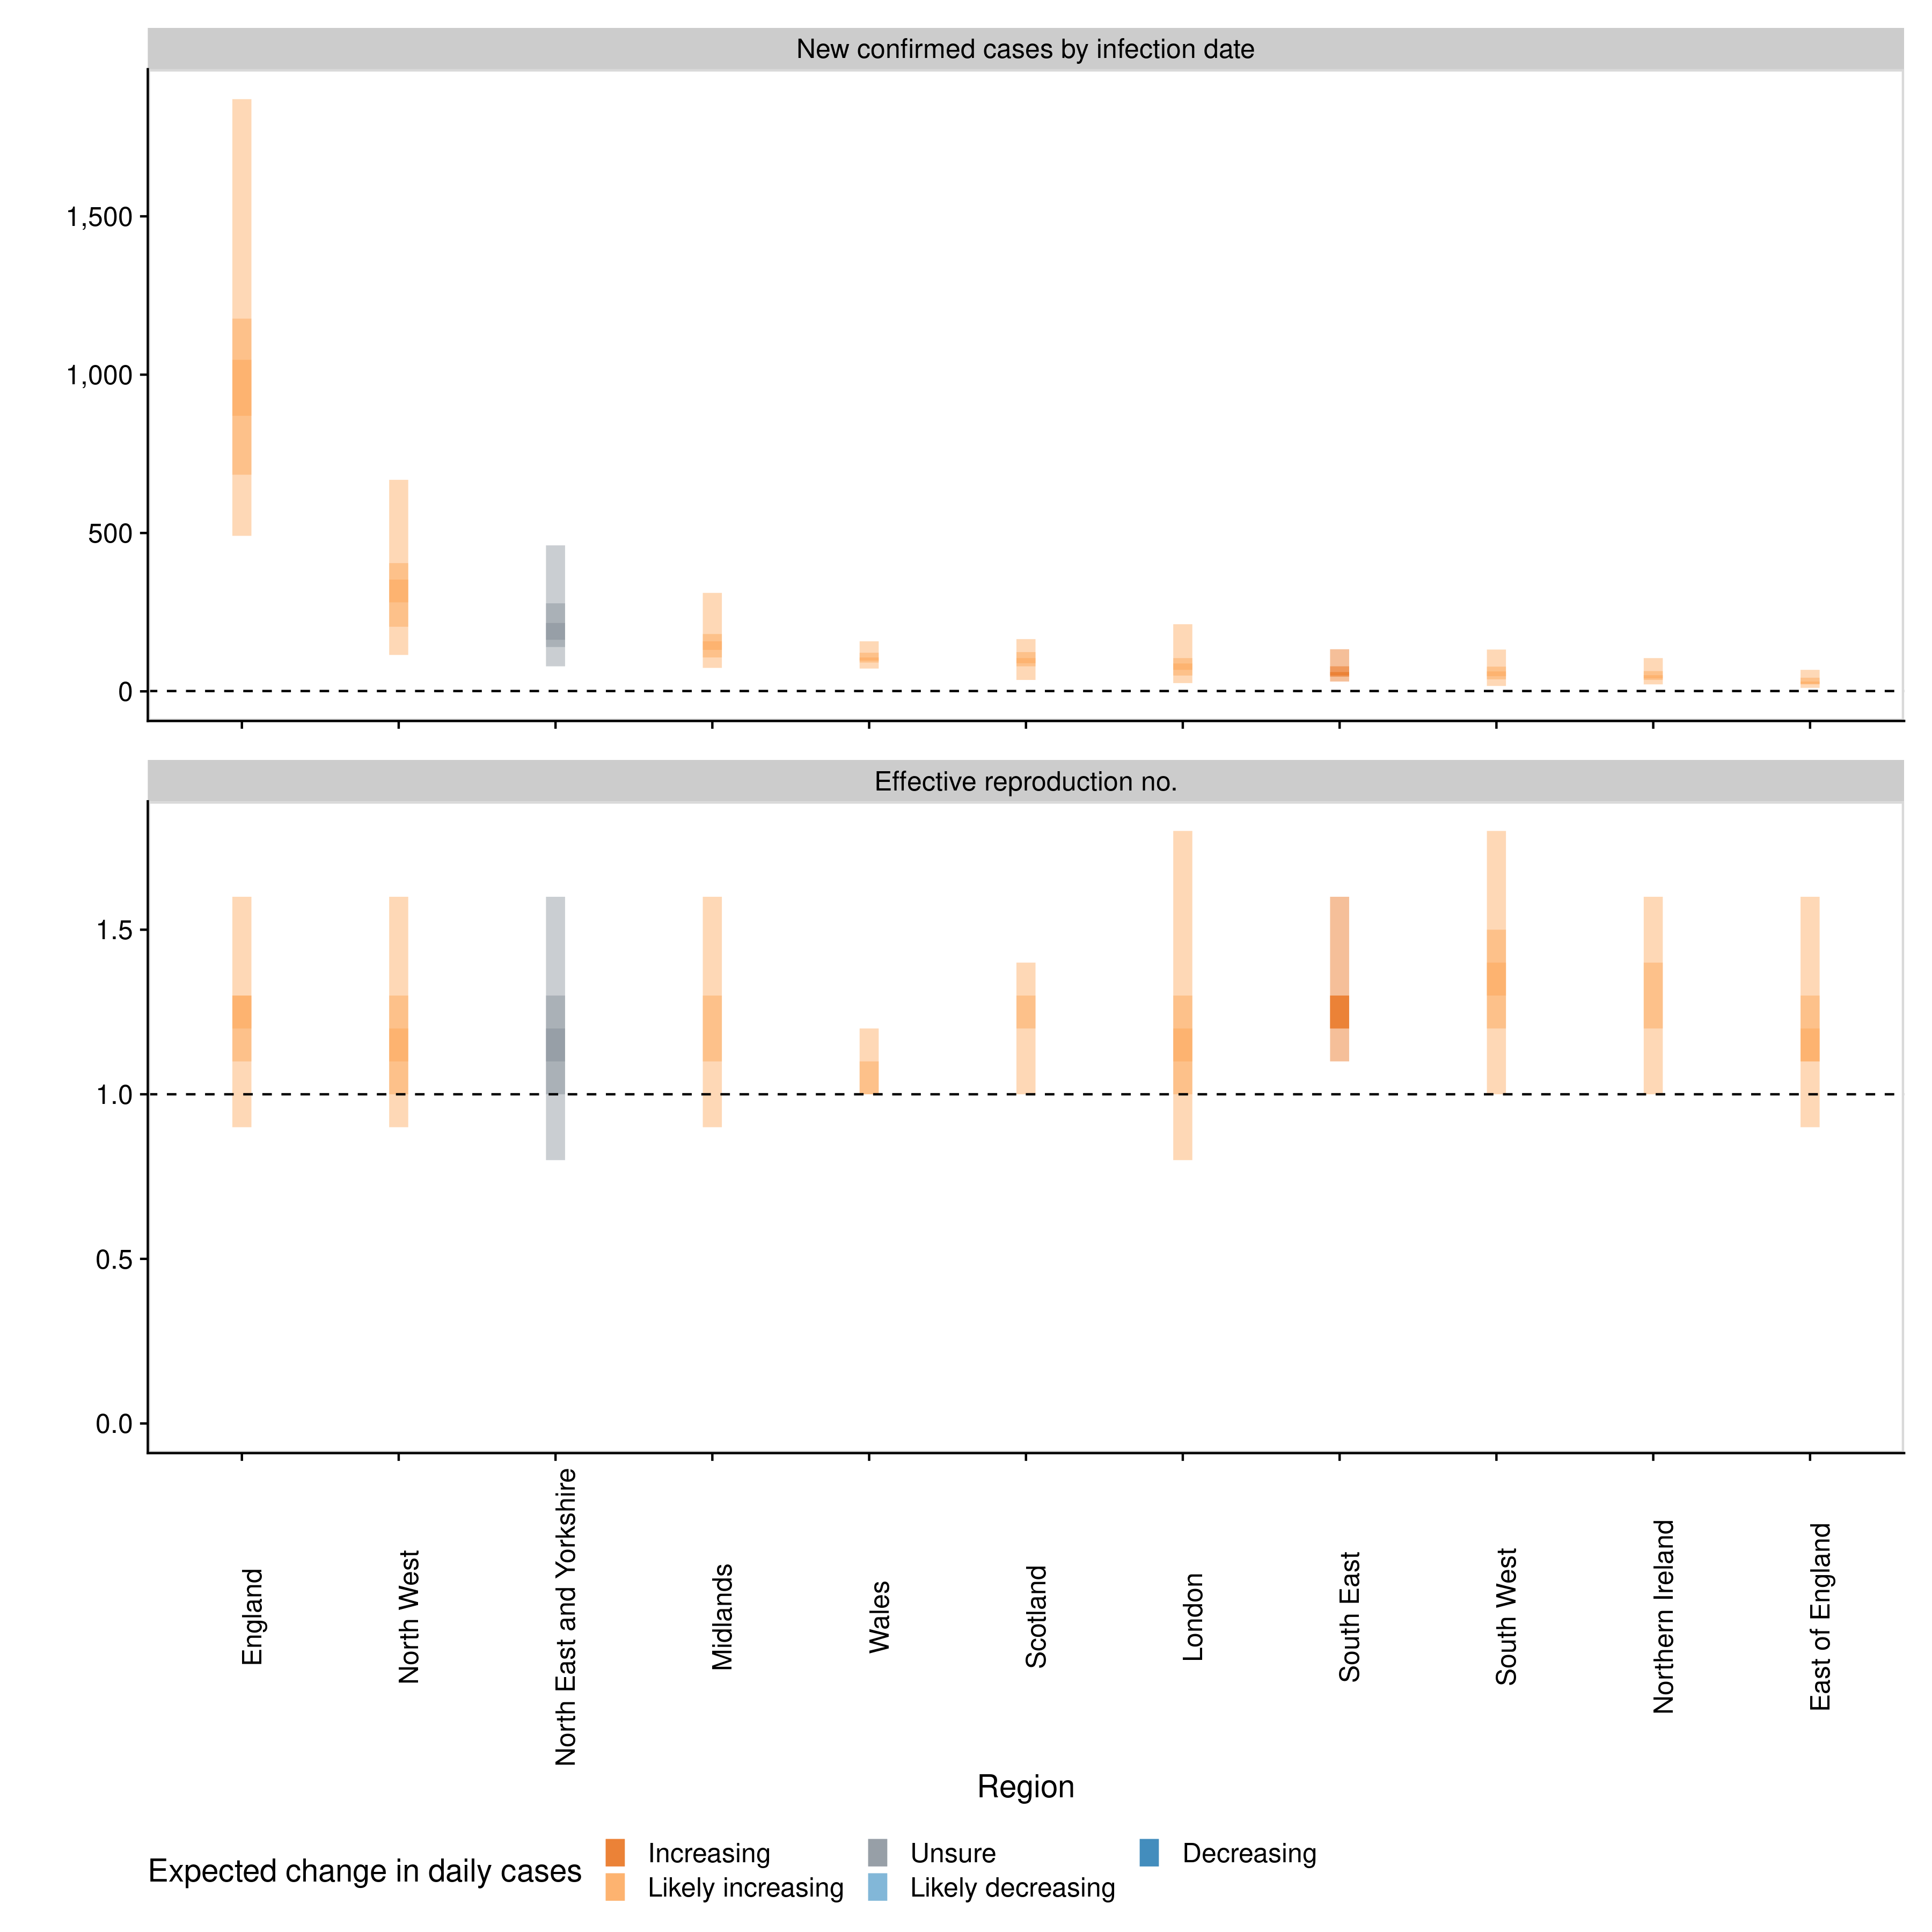 New confirmed cases by infection date
1,500
1,000
500
0
Effective reproduction no.
1.5
1.0
0.5
0.0
England
North West
North East and Yorkshire
Midlands
Wales
Scotland
London
South East
South West
Northern Ireland
East of England
Region
Expected change in daily cases
Increasing
Likely increasing
Unsure
Likely decreasing
Decreasing